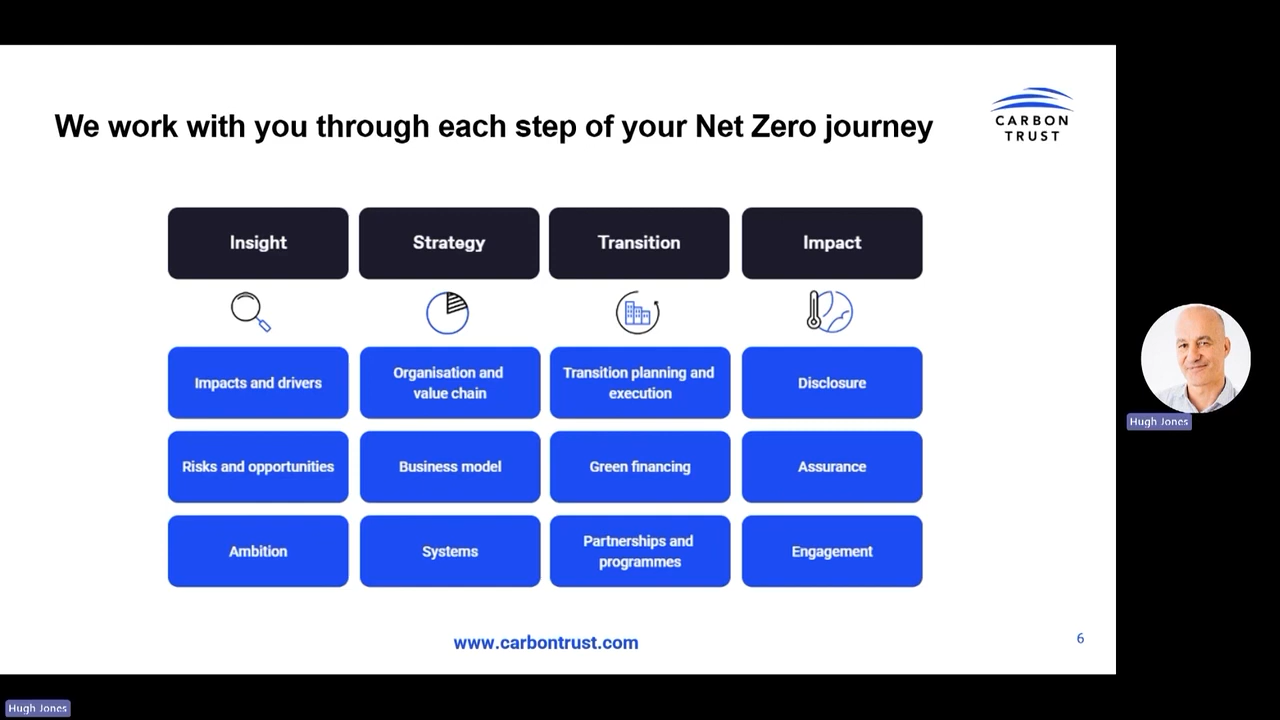 We work with you through each step of your Net Zero journey
CARBON
TRUST
Insight
Strategy
Transition
Impact
Impacts and drivers
Organisation and
value chain
Transition planning and
execution
Disclosure
Risks and opportunities
Business model
Green financing
Assurance
Ambition
Systems
Partnerships and
programmes
Engagement
www.carbontrust.com
6
Hugh Jones
Hugh Jones